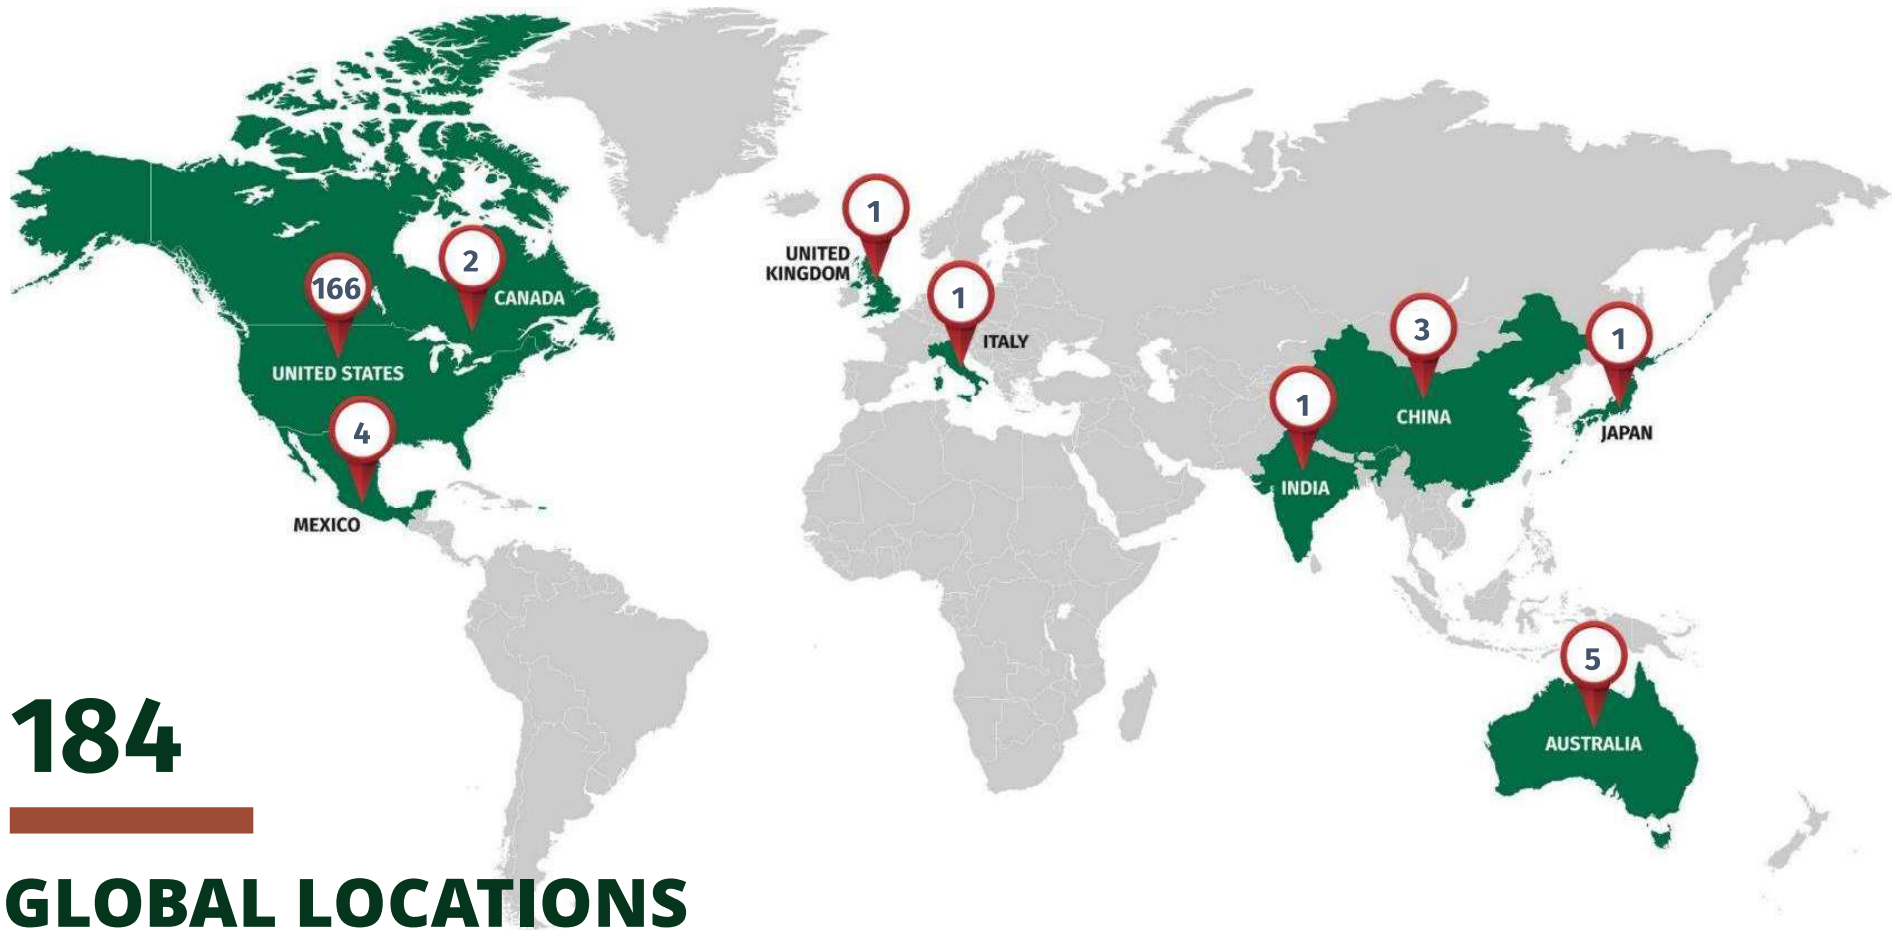 1
UNITED
KINGDOM
2
CANADA
166
UNITED STATES
1
ITALY
3
CHINA
1
JAPAN
1
INDIA
4
MEXICO
5
AUSTRALIA
184
GLOBAL LOCATIONS